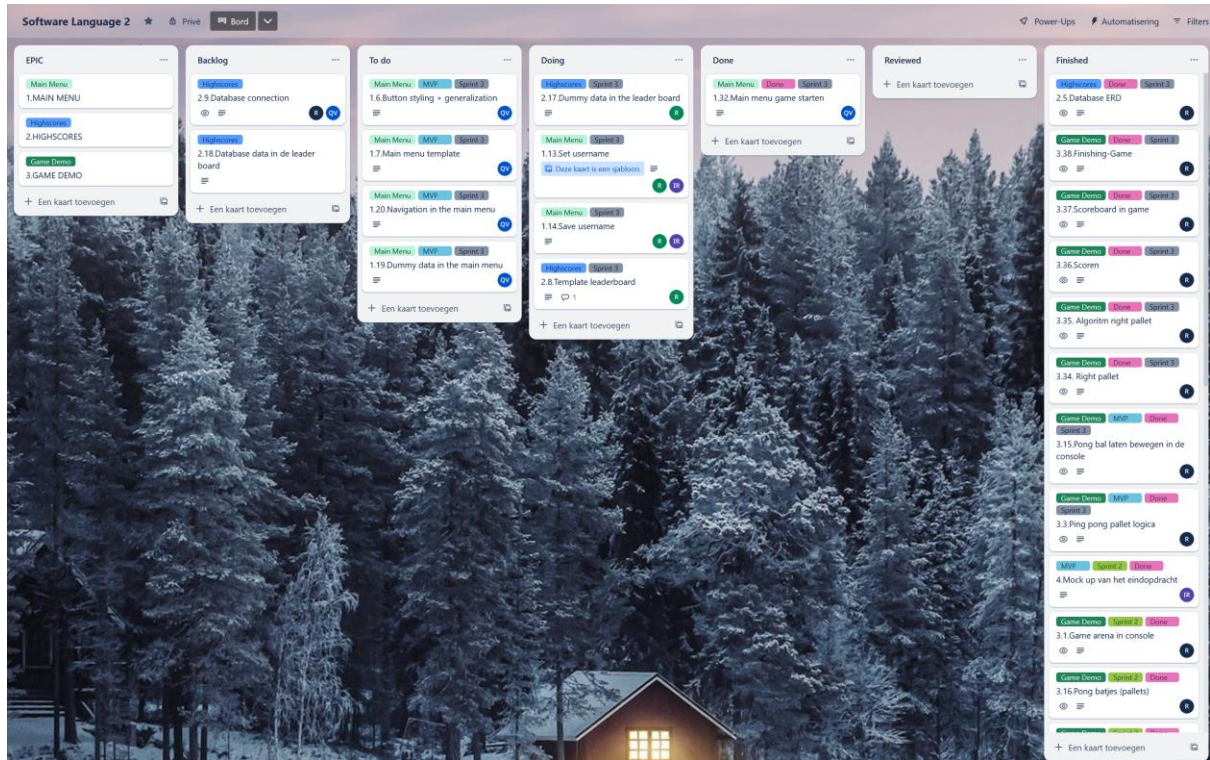 Software Language 2
Privé
Bord
Power-Ups
Automatisering
Filters
EPIC
Main Menu
1.MAIN MENU
Highscores
2.HIGHSCORES
Game Demo
3.GAME DEMO
+ Een kaart toevoegen
Backlog
Highscores
2.9.Database connection
R QV
Highscores
2.18.Database data in de leader
board
+ Een kaart toevoegen
To do
Main Menu MVP Sprint 3
1.6.Button styling + generalization
QV
Main Menu MVP Sprint 3
1.7.Main menu template
QV
Main Menu MVP Sprint 3
1.20.Navigation in the main menu
QV
Main Menu MVP Sprint 3
1.19.Dummy data in the main menu
QV
+ Een kaart toevoegen
Doing
Highscores Sprint 3
2.17.Dummy data in the leader board
R
Main Menu Sprint 3
1.13.Set username
Deze kaart is een sjabloon.
R IR
Main Menu Sprint 3
1.14.Save username
R IR
Highscores Sprint 3
2.8.Template leaderboard
1
R
+ Een kaart toevoegen
Done
Main Menu Done Sprint 3
1.32.Main menu game starten
QV
+ Een kaart toevoegen
Reviewed
+ Een kaart toevoegen
Finished
Highscores Done Sprint 3
2.5.Database ERD
R
Game Demo Done Sprint 3
3.38.Finishing-Game
R
Game Demo Done Sprint 3
3.37.Scoreboard in game
R
Game Demo Done Sprint 3
3.36.Scoren
R
Game Demo Done Sprint 3
3.35. Algoritm right pallet
R
Game Demo Done Sprint 3
3.34. Right pallet
R
Game Demo MVP Done
Sprint 3
3.15.Pong bal laten bewegen in de
console
R
Game Demo MVP Done
Sprint 3
3.3.Ping pong pallet logica
R
MVP Sprint 2 Done
4.Mock up van het eindopdracht
IR
Game Demo Sprint 2 Done
3.1.Game arena in console
R
Game Demo Sprint 2 Done
3.16.Pong batjes (pallets)
R
Game Demo Sprint 2 Done
+ Een kaart toevoegen